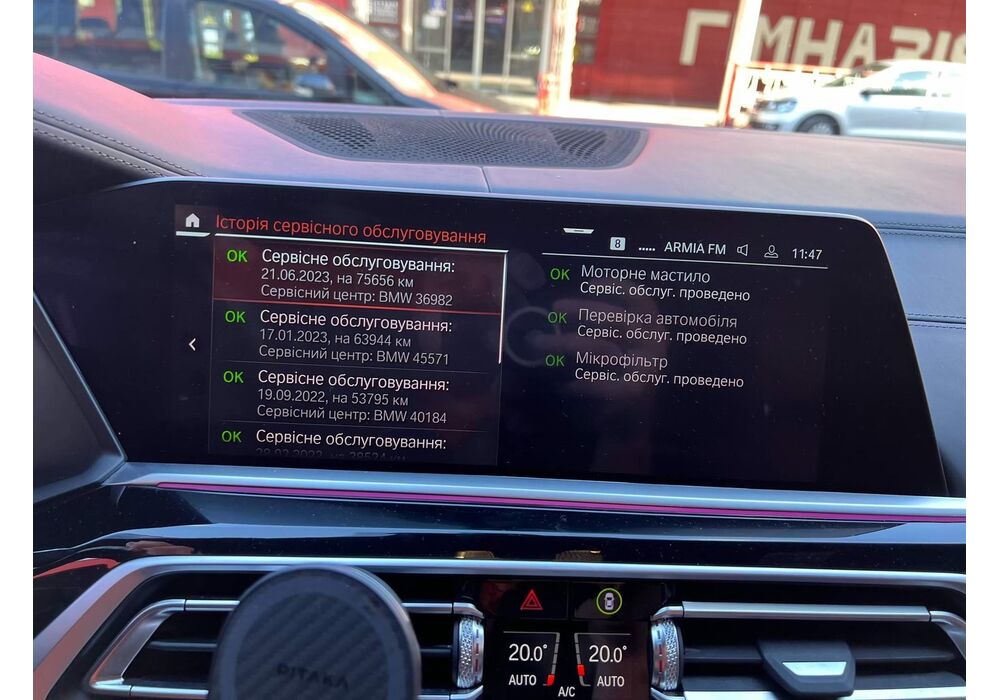 ГІМНАЗІЯ
Історія сервісного обслуговування
8 ..... ARMIA FM 11:47
OK Сервісне обслуговування:
21.06.2023, на 75656 км
Сервісний центр: BMW 36982
OK Сервісне обслуговування:
17.01.2023, на 63944 км
Сервісний центр: BMW 45571
OK Сервісне обслуговування:
19.09.2022, на 53795 км
Сервісний центр: BMW 40184
OK Сервісне обслуговування:
OK Моторне мастило
Сервіс. обслуг. проведено
OK Перевірка автомобіля
Сервіс. обслуг. проведено
OK Мікрофільтр
Сервіс. обслуг. проведено
PITAKA
20.0°
AUTO
A/C
20.0°
AUTO